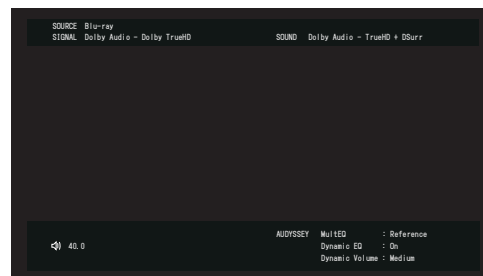 SOURCE Blu-ray
SIGNAL Dolby Audio - Dolby TrueHD SOUND Dolby Audio - TrueHD + DSurr
AUDYSSEY MultEQ : Reference
40.0 Dynamic EQ : On
Dynamic Volume : Medium